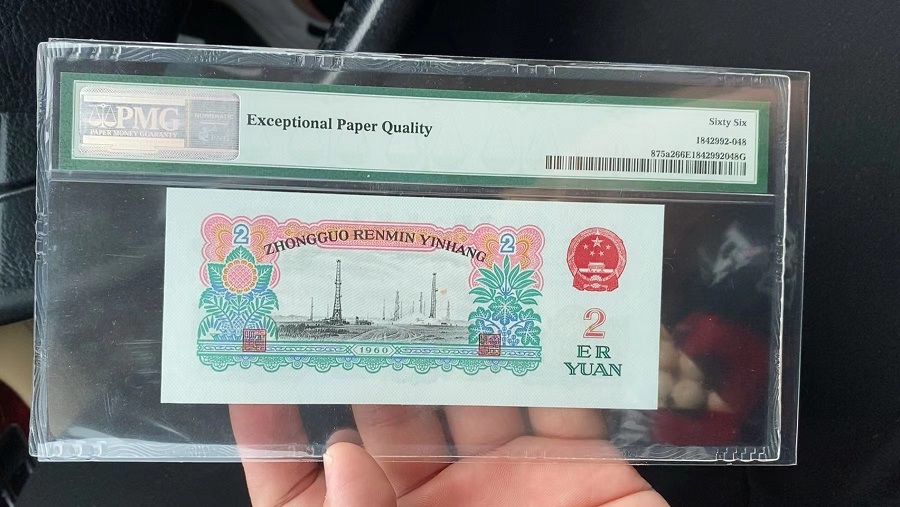 PMG
PAPER MONEY GUARANTY
Exceptional Paper Quality
Sixty Six
1842992-048
875a266E1842992048G
2
ZHONGGUO RENMIN YINHANG
2
1960
2
ER
YUAN